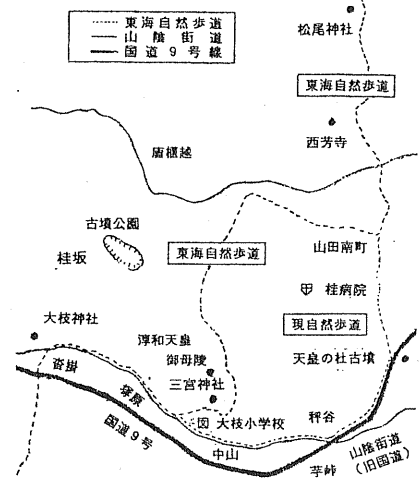 東海自然歩道
山陰街道
国道9号線
松尾神社
東海自然歩道
西芳寺
唐櫃越
古墳公園
東海自然歩道
山田南町
桂坂
桂病院
大枝神社
淳和天皇
御母陵
現自然歩道
天皇の杜古墳
沓掛
三宮神社
塚原
図 大枝小学校
秤谷
国道9号
中山
山陰街道
(旧国道)
芋峠